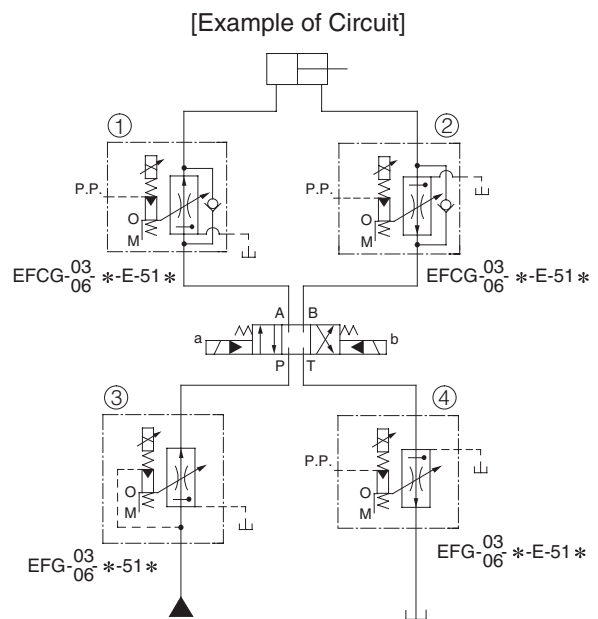 [Example of Circuit]
① ②
P.P. P.P.
O O
M M
EFCG-03/06-*-E-51* EFCG-03/06-*-E-51*
A B
a b
P T
③ ④
P.P.
O O
M M
EFG-03/06-*-51* EFG-03/06-*-E-51*